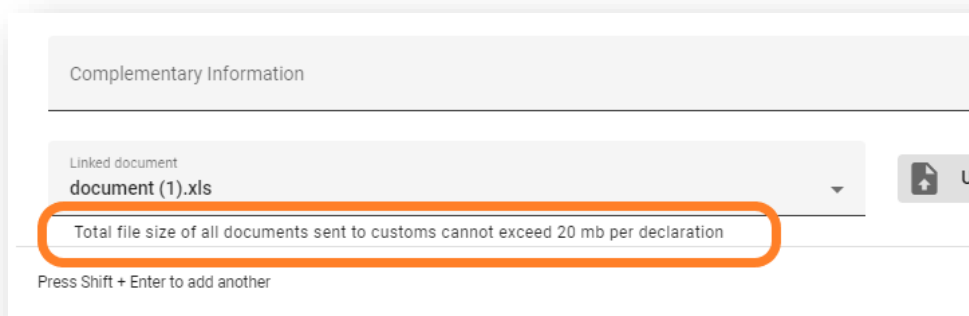 Complementary Information
Linked document
document (1).xls
Total file size of all documents sent to customs cannot exceed 20 mb per declaration
Press Shift + Enter to add another